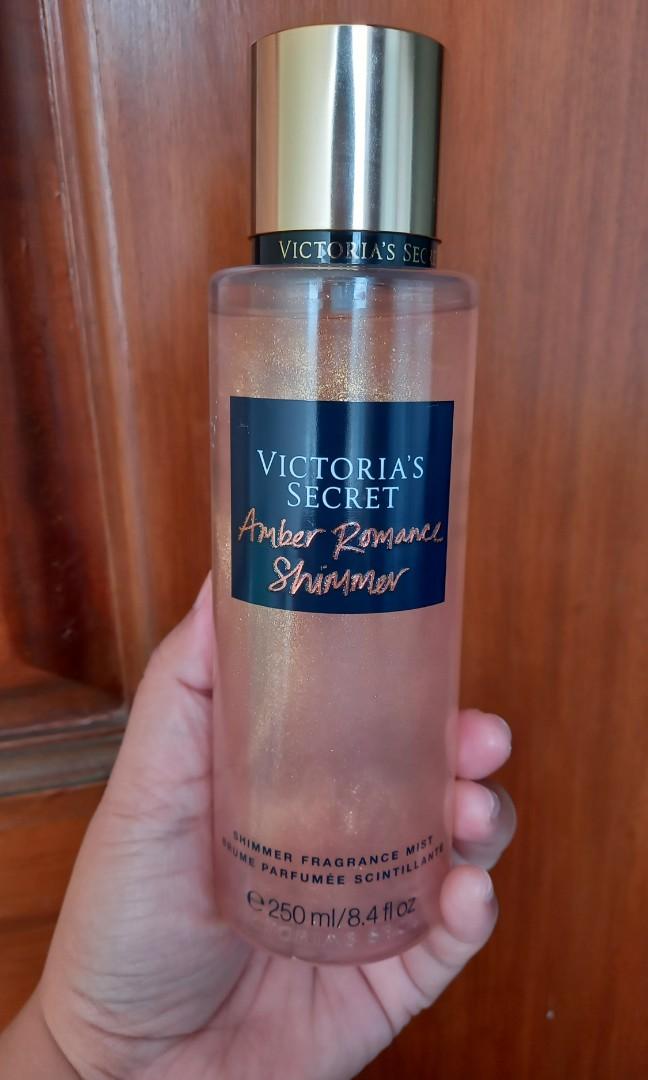 VICTORIA'S SEC
VICTORIA'S
SECRET
Amber Romance
Shimmer
SHIMMER FRAGRANCE MIST
BRUME PARFUMÉE SCINTILLANTE
e 250 ml/8.4 fl oz